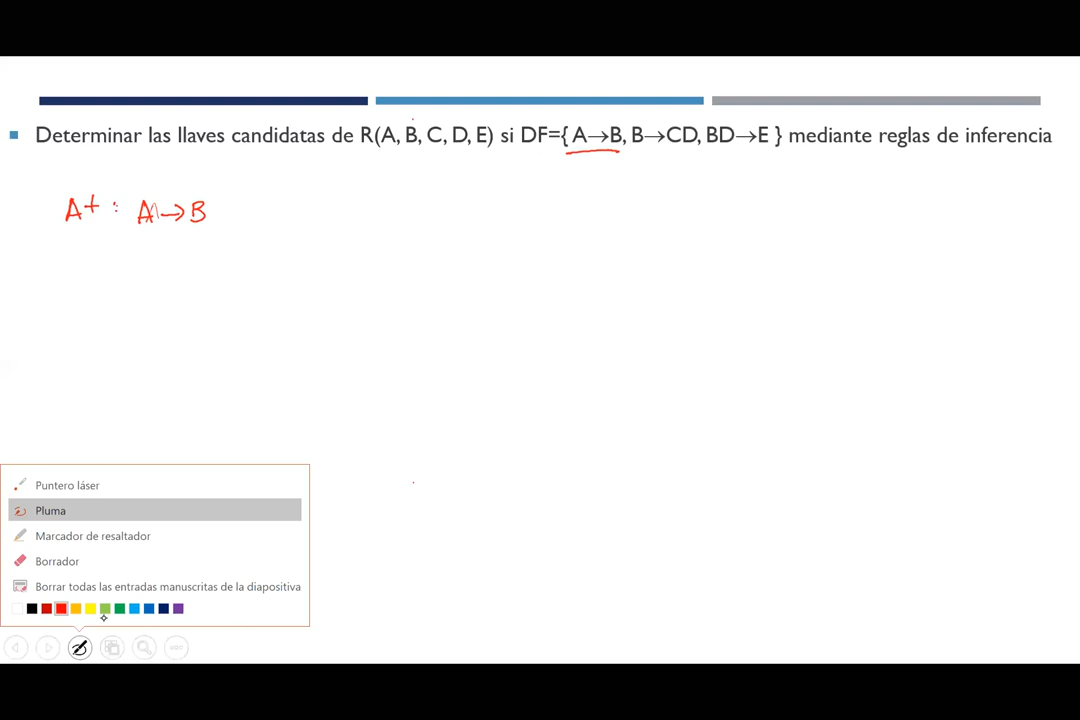 Determinar las llaves candidatas de R(A, B, C, D, E) si DF={ A→B, B→CD, BD→E } mediante reglas de inferencia
A+ : A→B
Puntero láser
Pluma
Marcador de resaltador
Borrador
Borrar todas las entradas manuscritas de la diapositiva